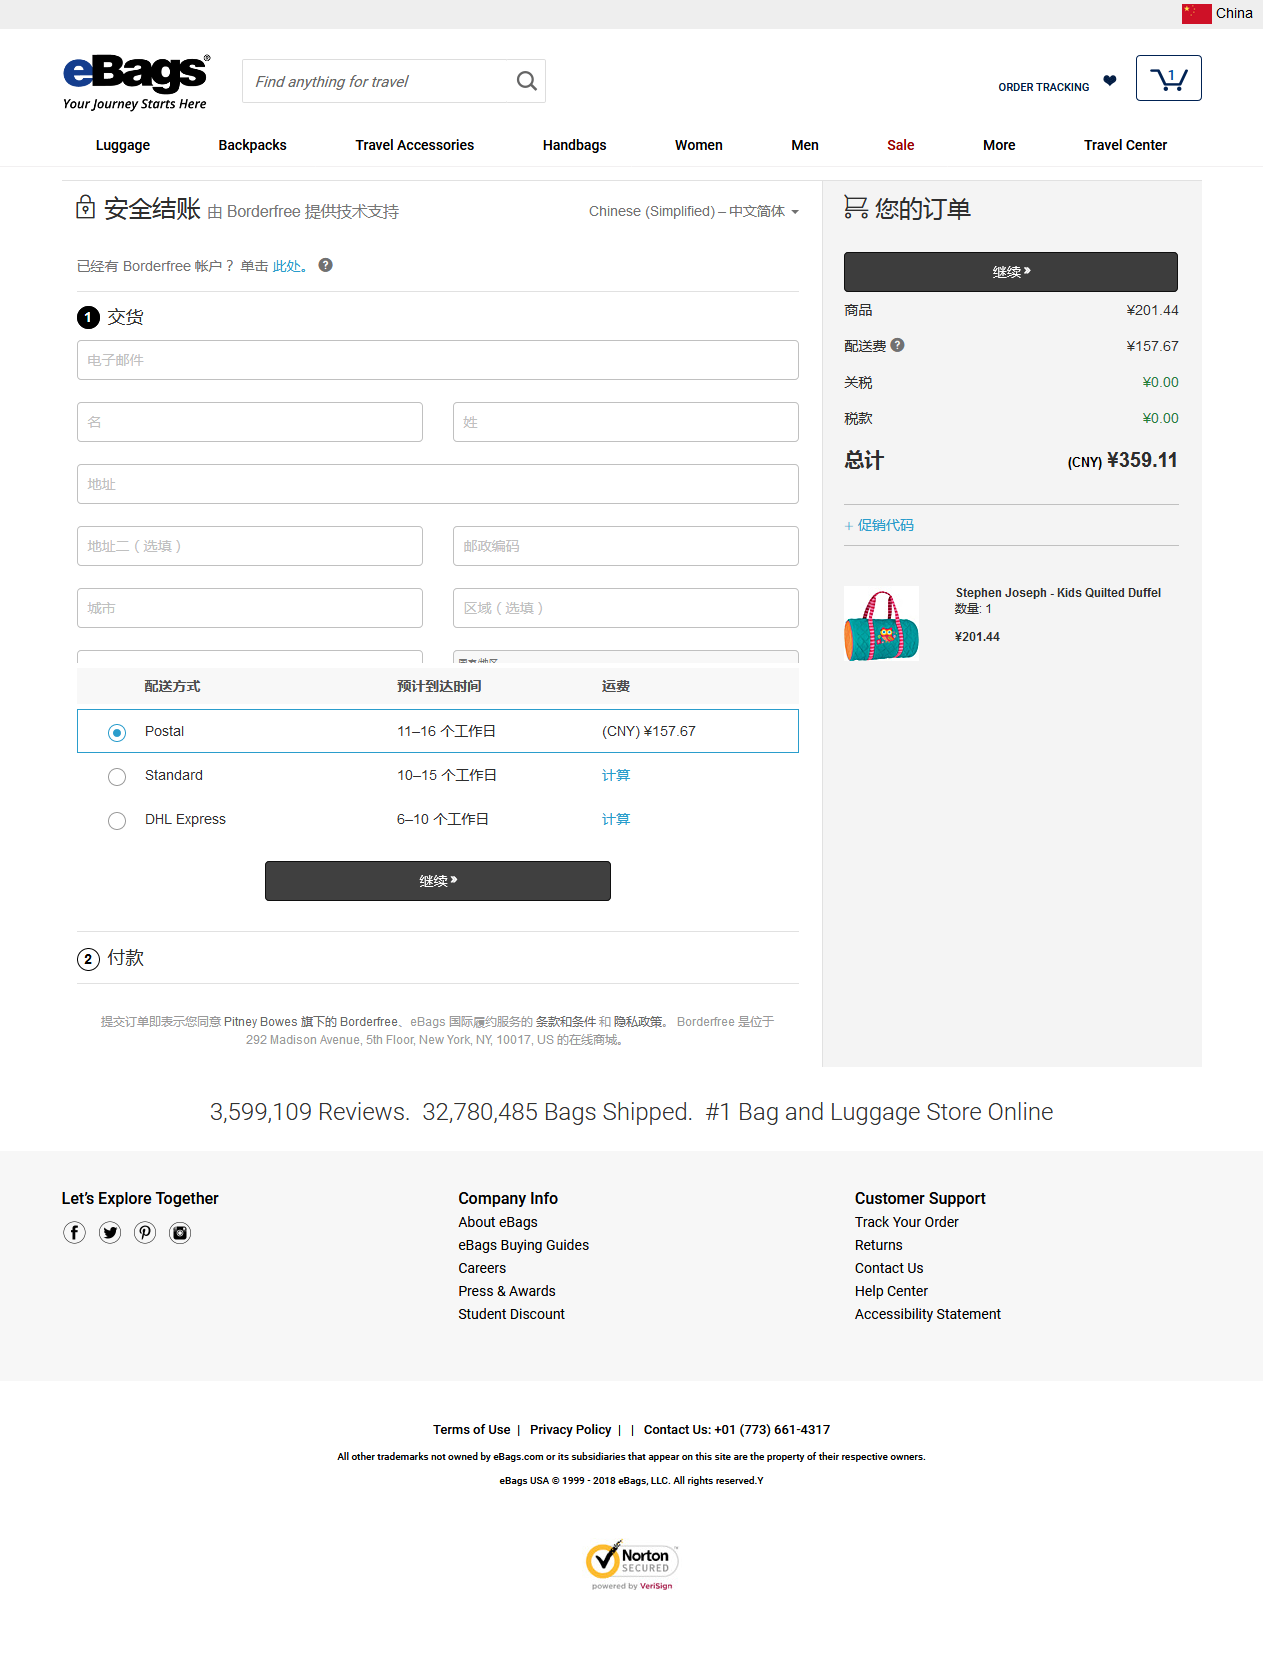 China
eBags®
Your Journey Starts Here
Find anything for travel
ORDER TRACKING
1
Luggage Backpacks Travel Accessories Handbags Women Men Sale More Travel Center
安全结账 由 Borderfree 提供技术支持
Chinese (Simplified) – 中文简体
已经有 Borderfree 帐户？ 单击 此处。 ?
1 交货
电子邮件
名 姓
地址
地址二（选填） 邮政编码
城市 区域（选填）
国家/地区
配送方式 预计到达时间 运费
Postal 11–16 个工作日 (CNY) ¥157.67
Standard 10–15 个工作日 计算
DHL Express 6–10 个工作日 计算
继续 »
2 付款
提交订单即表示您同意 Pitney Bowes 旗下的 Borderfree、eBags 国际履约服务的 条款和条件 和 隐私政策。 Borderfree 是位于
292 Madison Avenue, 5th Floor, New York, NY, 10017, US 的在线商城。
您的订单
继续 »
商品 ¥201.44
配送费 ? ¥157.67
关税 ¥0.00
税款 ¥0.00
总计 (CNY) ¥359.11
+ 促销代码
Stephen Joseph - Kids Quilted Duffel
数量: 1
¥201.44
3,599,109 Reviews. 32,780,485 Bags Shipped. #1 Bag and Luggage Store Online
Let's Explore Together
Company Info
About eBags
eBags Buying Guides
Careers
Press & Awards
Student Discount
Customer Support
Track Your Order
Returns
Contact Us
Help Center
Accessibility Statement
Terms of Use | Privacy Policy | | Contact Us: +01 (773) 661-4317
All other trademarks not owned by eBags.com or its subsidiaries that appear on this site are the property of their respective owners.
eBags USA © 1999 - 2018 eBags, LLC. All rights reserved.Y
Norton
SECURED
powered by VeriSign